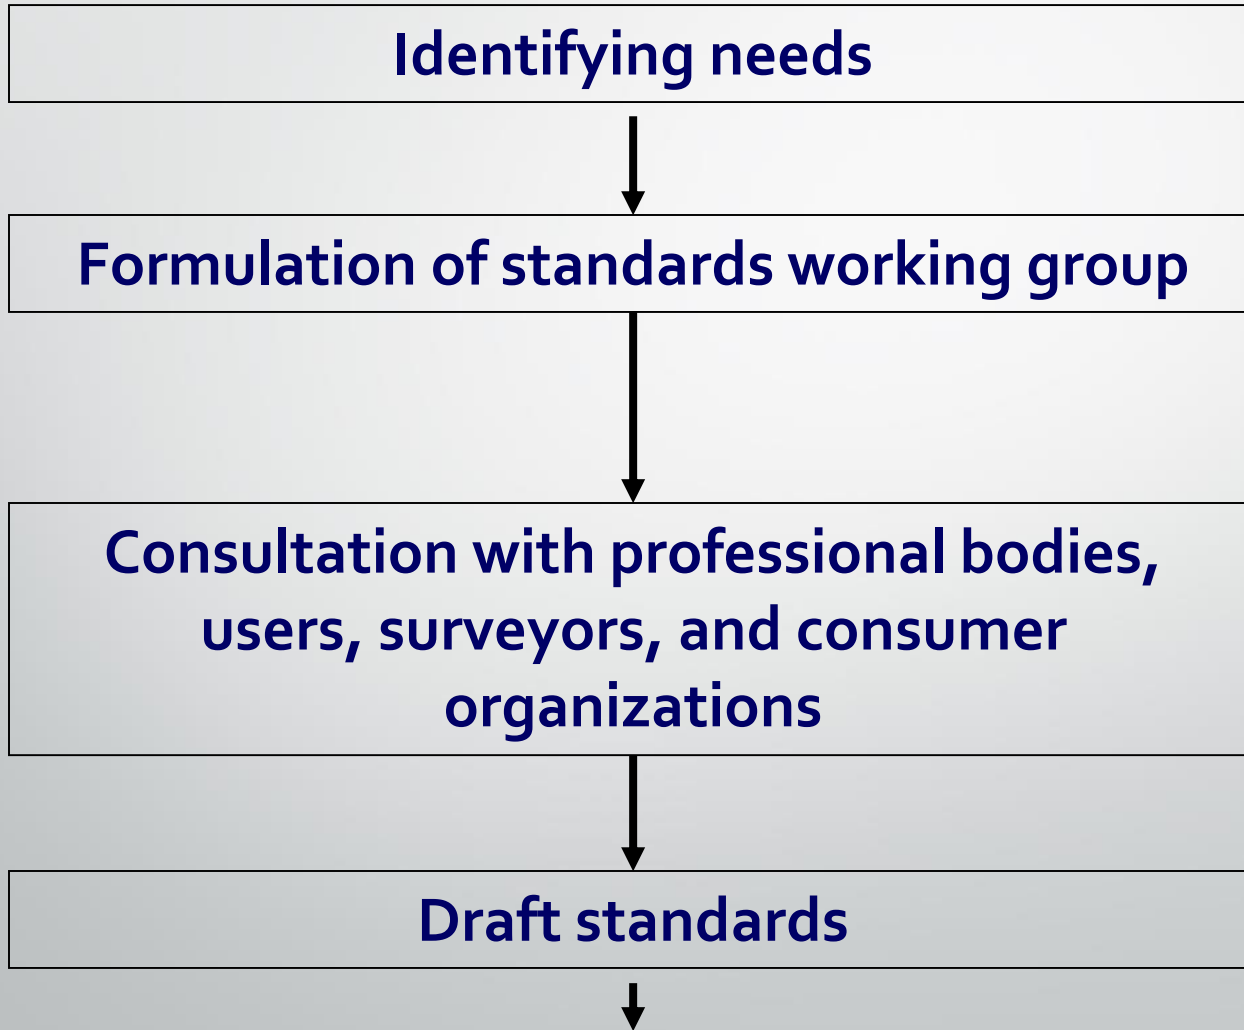 Identifying needs
Formulation of standards working group
Consultation with professional bodies,
users, surveyors, and consumer
organizations
Draft standards